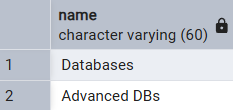 name
character varying (60)
1 Databases
2 Advanced DBs